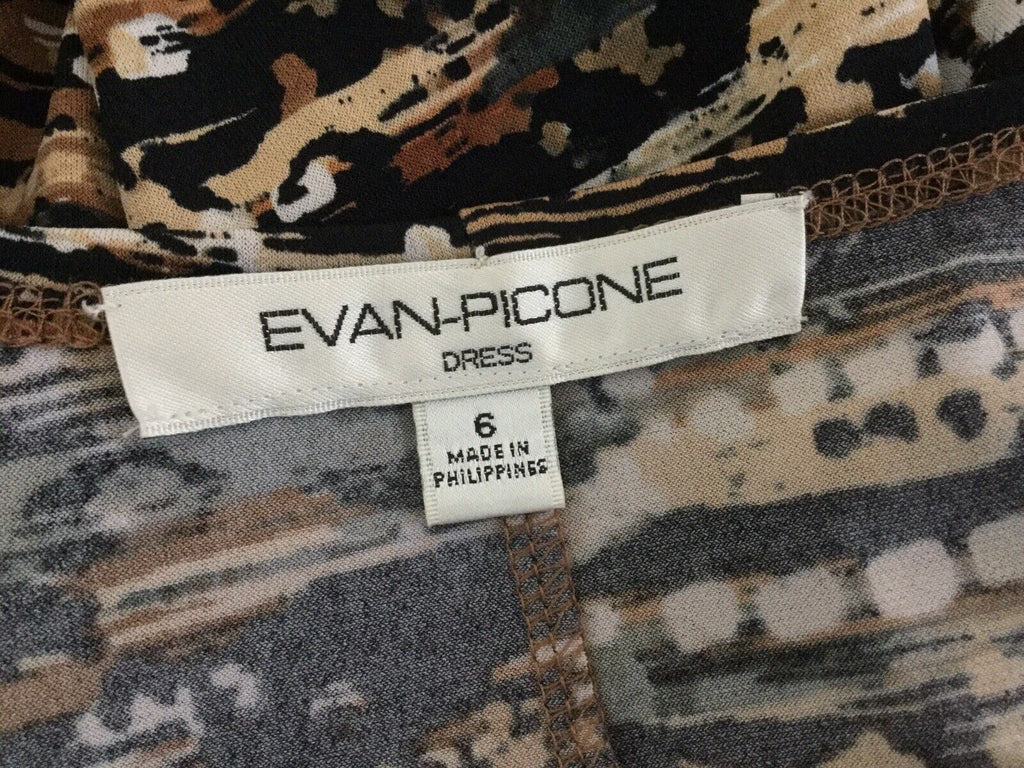 EVAN-PICONE
DRESS
6
MADE IN
PHILIPPINES